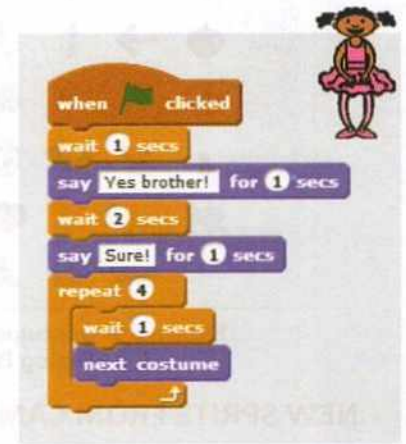 when clicked
wait 1 secs
say Yes brother! for 1 secs
wait 2 secs
say Sure! for 1 secs
repeat 4
wait 1 secs
next costume